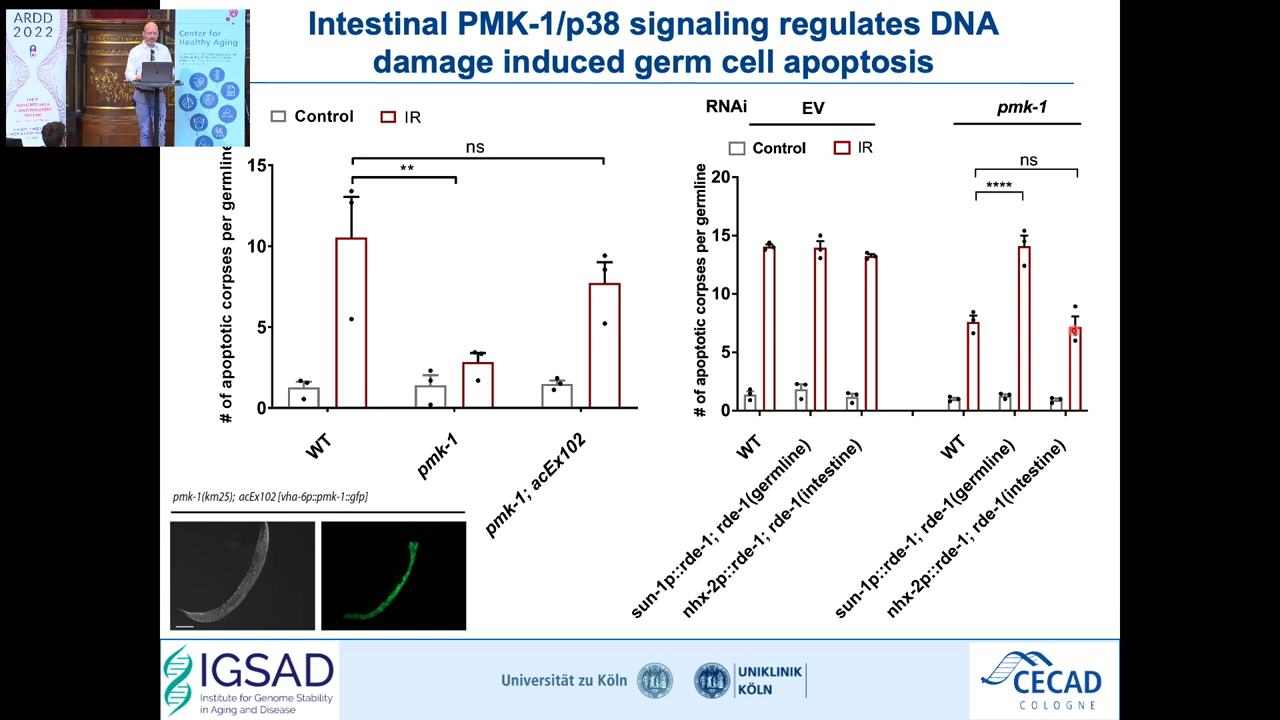 Intestinal PMK-1/p38 signaling regulates DNA
damage induced germ cell apoptosis
ARDD
2022
Center for
Healthy Aging
Control
IR
# of apoptotic corpses per germline
15
10
5
0
ns
**
WT
pmk-1
pmk-1; acEx102
pmk-1(km25); acEx102 [vha-6p::pmk-1::gfp]
RNAi
EV
pmk-1
Control
IR
# of apoptotic corpses per germline
20
15
10
5
0
ns
****
WT
sun-1p::rde-1; rde-1(germline)
nhx-2p::rde-1; rde-1(intestine)
WT
sun-1p::rde-1; rde-1(germline)
nhx-2p::rde-1; rde-1(intestine)
IGSAD
Institute for Genome Stability
in Aging and Disease
Universität zu Köln
UNIKLINIK
KÖLN
CECAD
COLOGNE